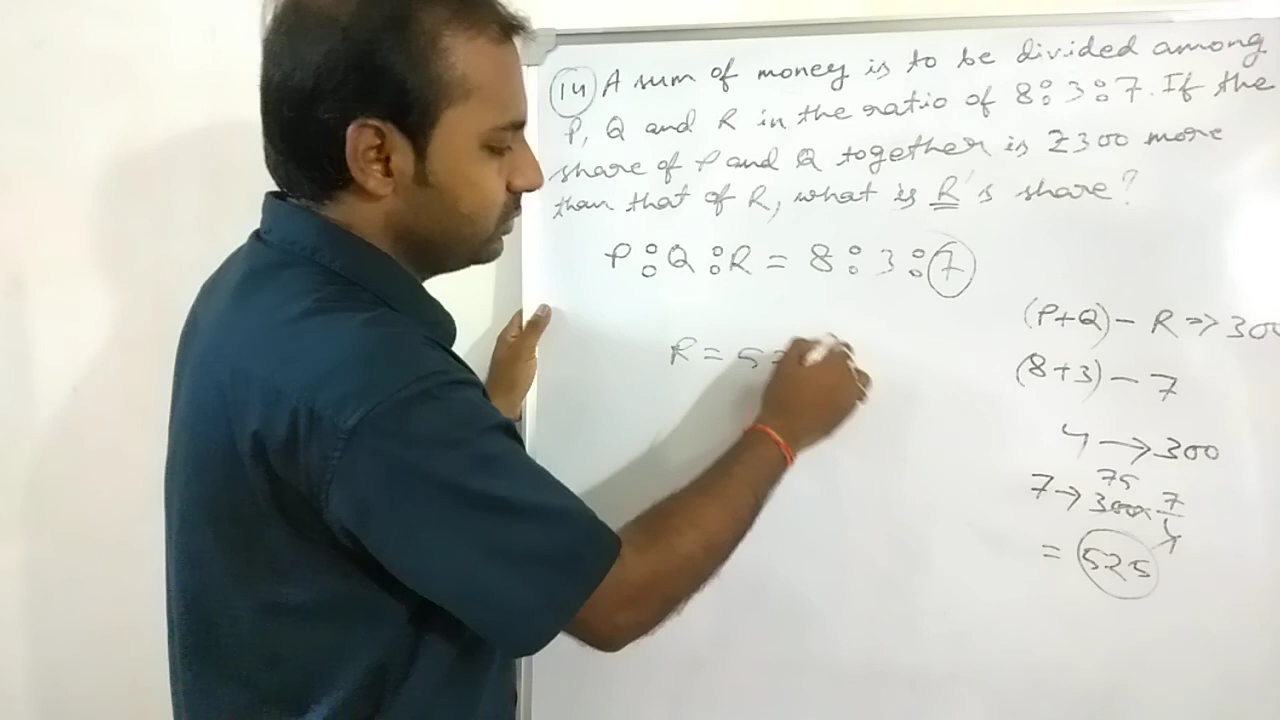 14 A sum of money is to be divided among
P, Q and R in the ratio of 8:3:7. If the
share of P and Q together is ₹300 more
than that of R, what is R's share?
P:Q:R = 8:3:7
R = 52
(P+Q) - R => 300
(8+3) - 7
4 → 300
75
7 → 300 x 7/4
= 525